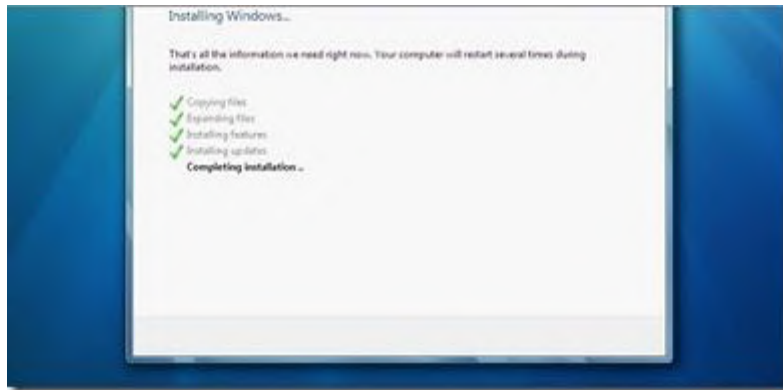 Installing Windows...
That's all the information we need right now. Your computer will restart several times during
installation.
Copying files
Expanding files
Installing features
Installing updates
Completing installation ...